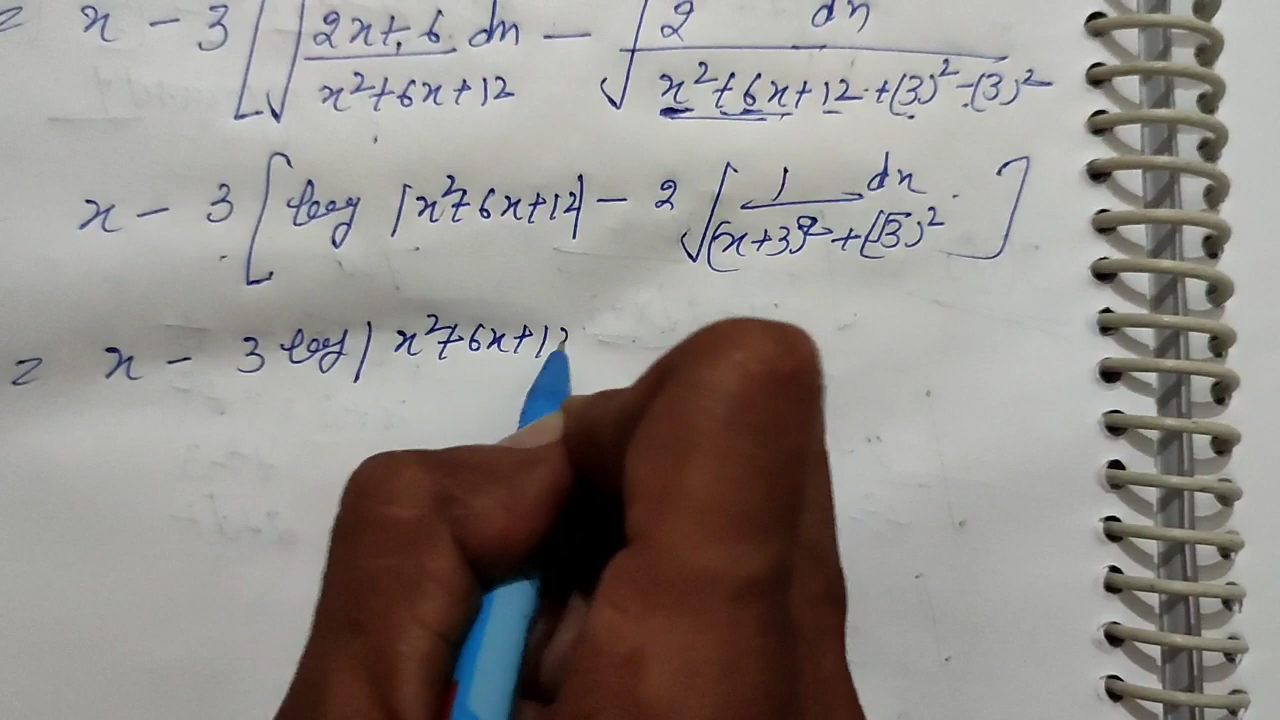 = x - 3 [ ∫ 2x+6 / x²+6x+12 dx - ∫ 2 dx / x²+6x+12+(3)²-(3)²
x - 3 [ log |x²+6x+12| - 2 ∫ 1 / (x+3)²+(√3)² dx ]
= x - 3 log | x²+6x+12